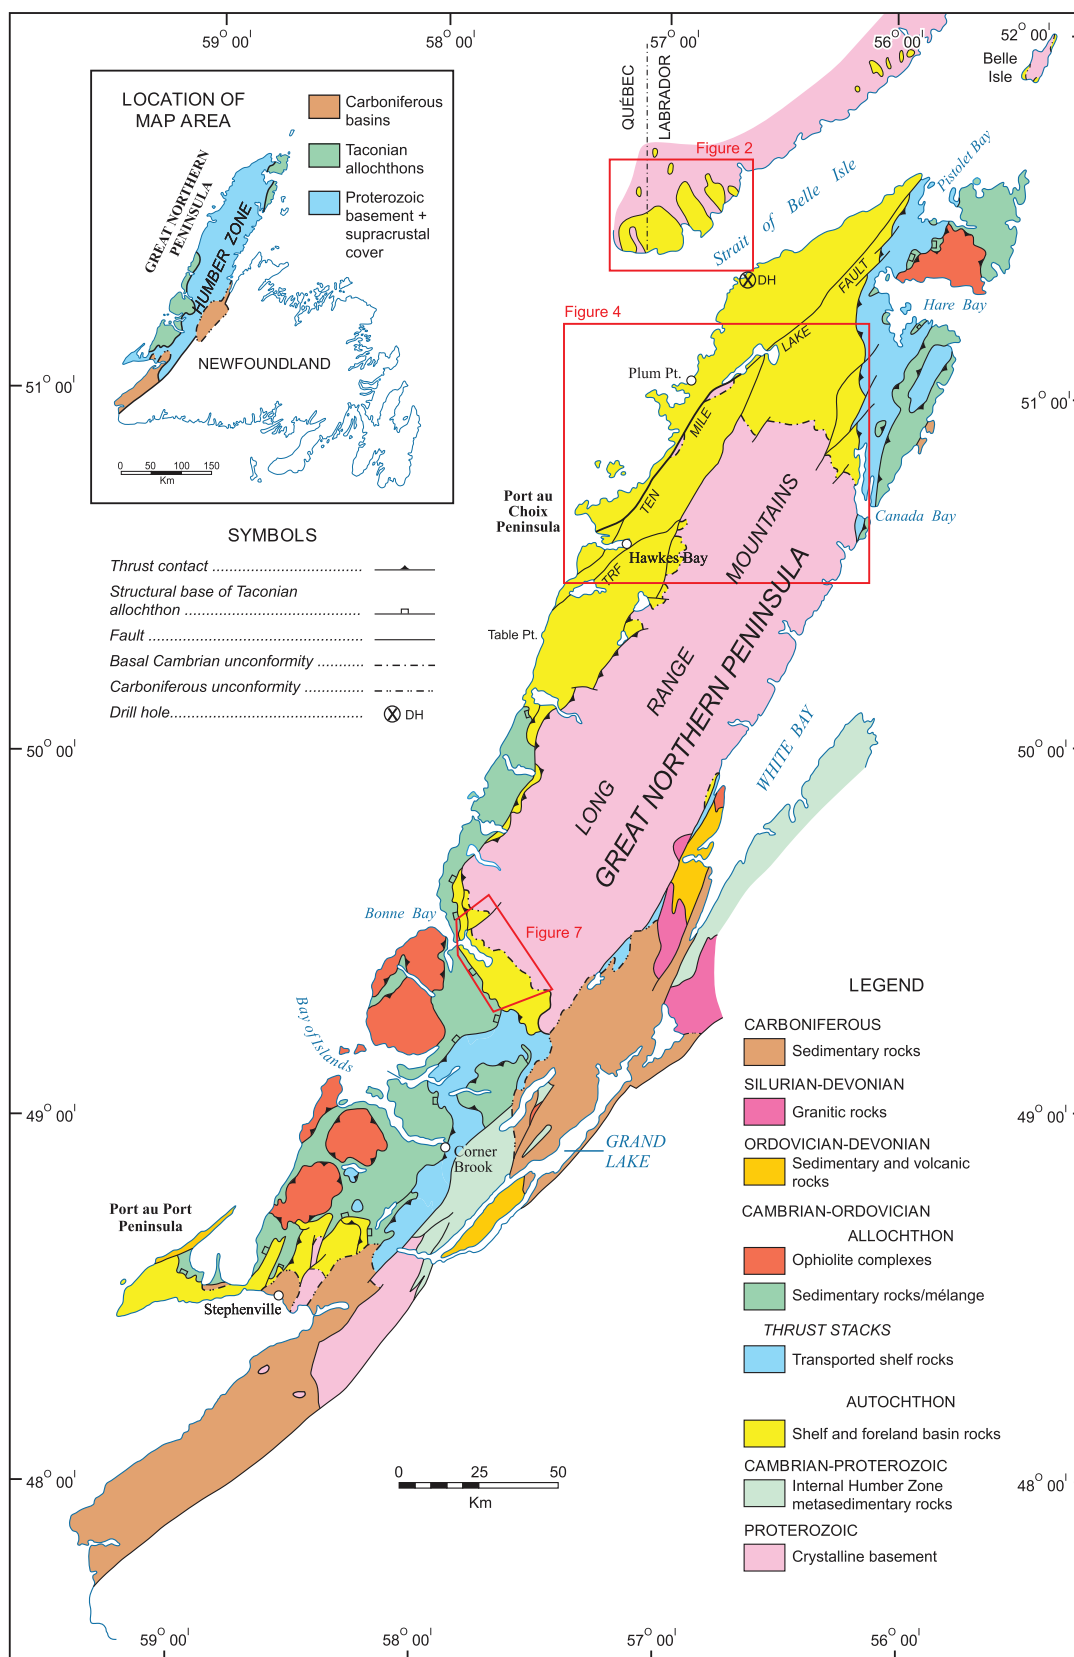 59° 00'
58° 00'
57° 00'
56° 00'
52° 00'
Belle
Isle
LOCATION OF
MAP AREA
Carboniferous
basins
Taconian
allochthons
Proterozoic
basement +
supracrustal
cover
GREAT NORTHERN
PENINSULA
HUMBER ZONE
NEWFOUNDLAND
0 50 100 150
Km
QUÉBEC
LABRADOR
Figure 2
Strait of Belle Isle
Pistolet Bay
DH
FAULT
Hare Bay
Figure 4
LAKE
Plum Pt.
MILE
51° 00'
51° 00'
TEN
Port au
Choix
Peninsula
Canada Bay
Hawkes Bay
TRF
MOUNTAINS
SYMBOLS
Thrust contact
Structural base of Taconian
allochthon
Fault
Basal Cambrian unconformity
Carboniferous unconformity
Drill hole
DH
Table Pt.
RANGE
LONG
GREAT NORTHERN PENINSULA
WHITE BAY
50° 00'
50° 00'
Bonne Bay
Figure 7
Bay of Islands
49° 00'
49° 00'
Corner
Brook
GRAND
LAKE
Port au Port
Peninsula
Stephenville
LEGEND
CARBONIFEROUS
Sedimentary rocks
SILURIAN-DEVONIAN
Granitic rocks
ORDOVICIAN-DEVONIAN
Sedimentary and volcanic
rocks
CAMBRIAN-ORDOVICIAN
ALLOCHTHON
Ophiolite complexes
Sedimentary rocks/mélange
THRUST STACKS
Transported shelf rocks
AUTOCHTHON
Shelf and foreland basin rocks
CAMBRIAN-PROTEROZOIC
Internal Humber Zone
metasedimentary rocks
PROTEROZOIC
Crystalline basement
0 25 50
Km
48° 00'
48° 00'
59° 00'
58° 00'
57° 00'
56° 00'